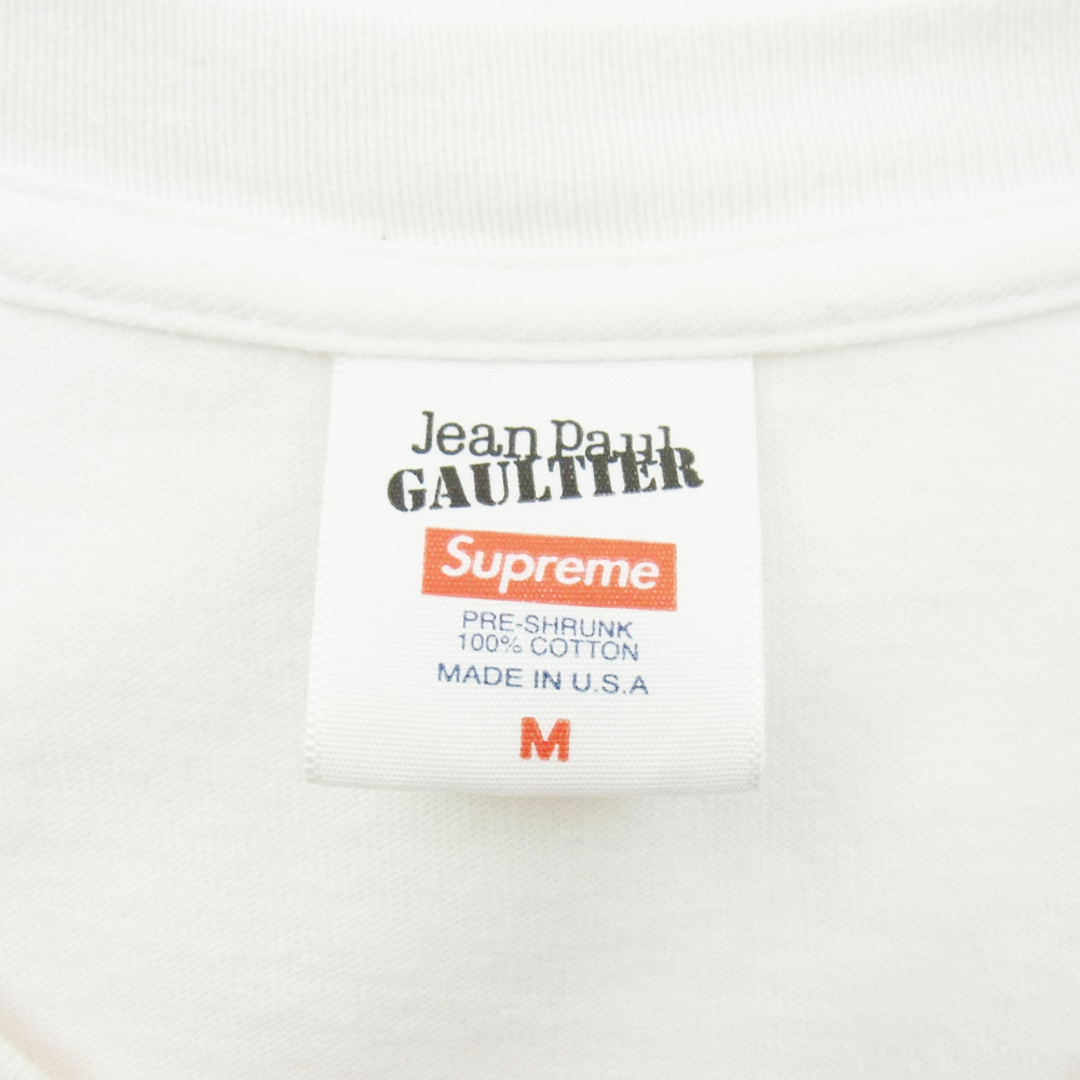 Jean Paul
GAULTIER
Supreme
PRE-SHRUNK
100% COTTON
MADE IN U.S.A
M